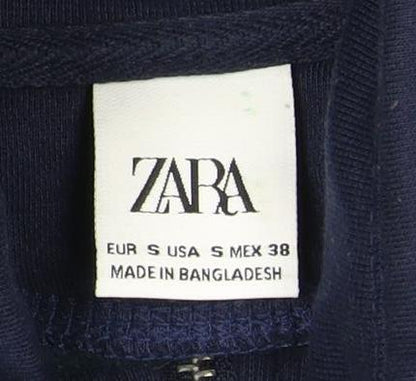 ZARA
EUR S USA S MEX 38
MADE IN BANGLADESH